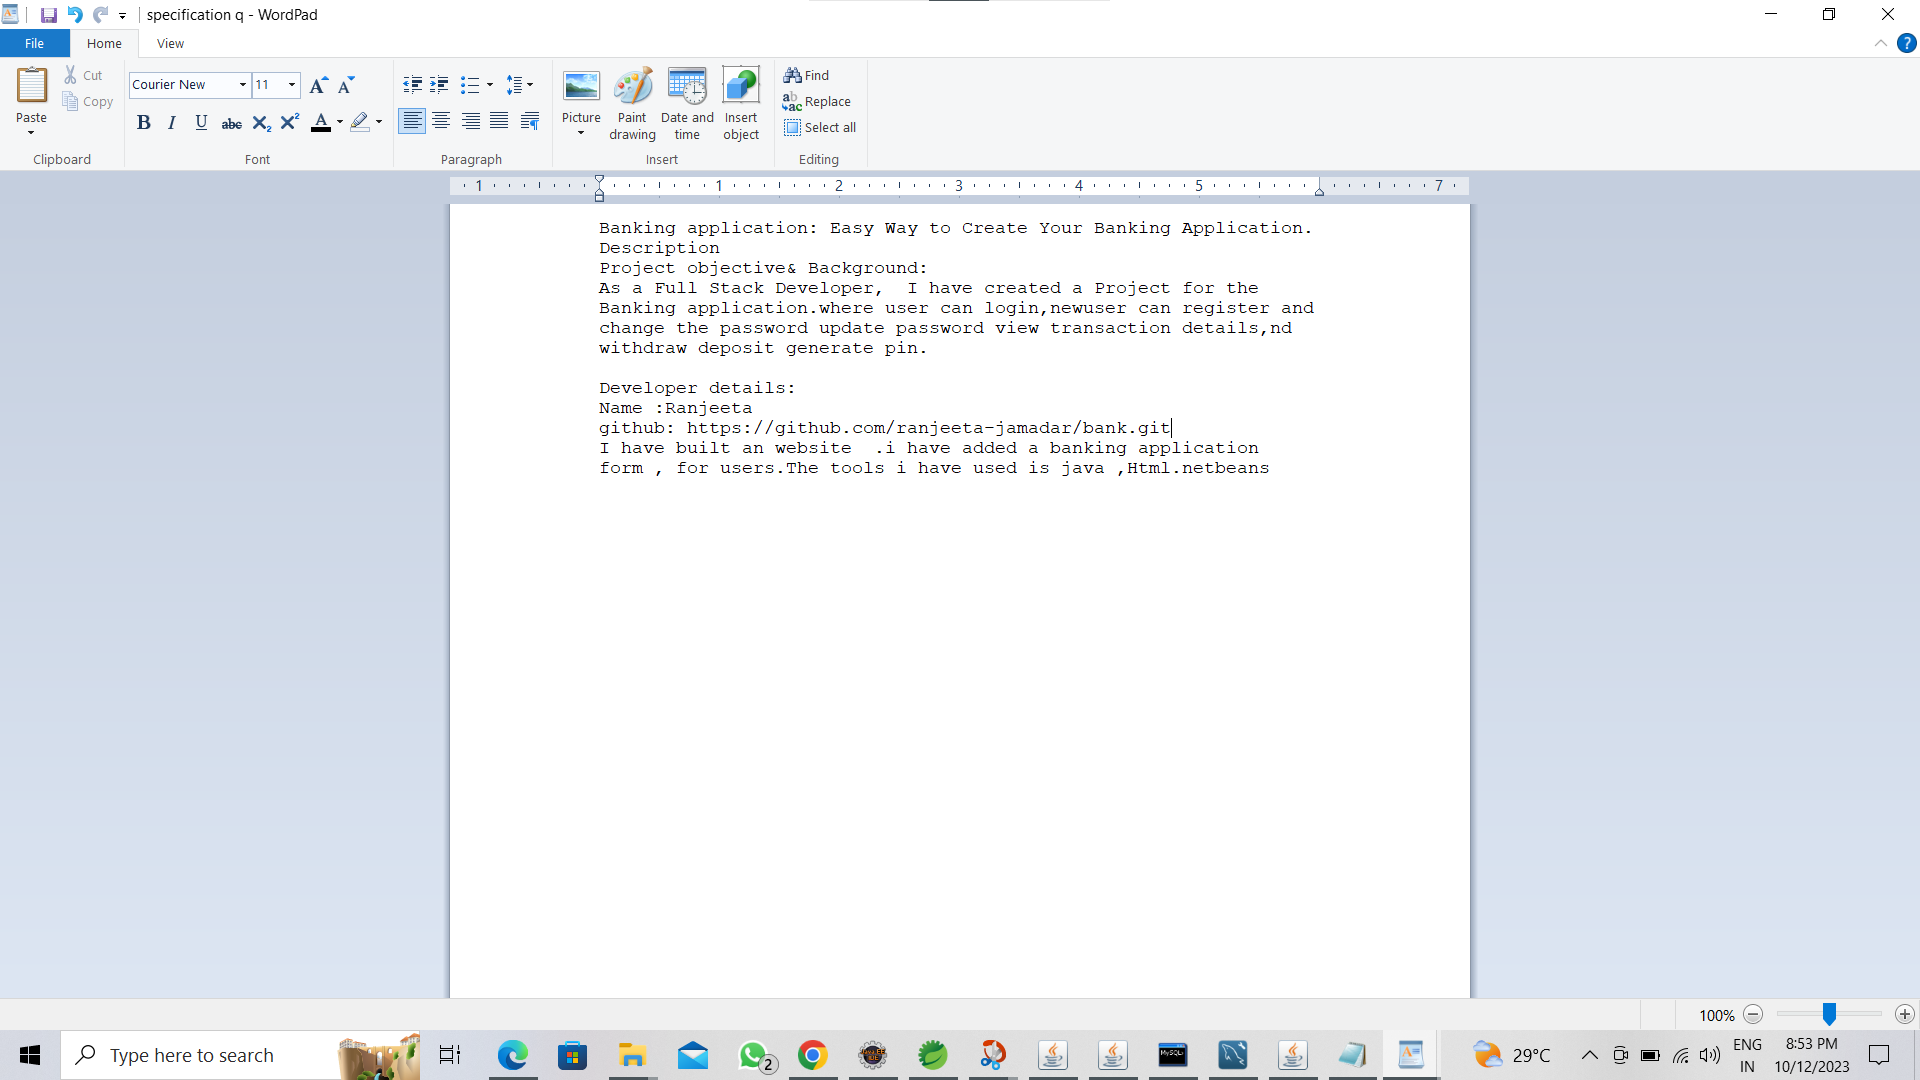 specification q - WordPad
File Home View
Paste Cut Copy
Clipboard
Courier New 11
B I U abc X₂ X² A
Font
Paragraph
Picture Paint drawing Date and time Insert object
Insert
Find
Replace
Select all
Editing
1 1 2 3 4 5 7
Banking application: Easy Way to Create Your Banking Application.
Description
Project objective& Background:
As a Full Stack Developer,  I have created a Project for the
Banking application.where user can login,newuser can register and
change the password update password view transaction details,nd
withdraw deposit generate pin.
Developer details:
Name :Ranjeeta
github: https://github.com/ranjeeta-jamadar/bank.git
I have built an website  .i have added a banking application
form , for users.The tools i have used is java ,Html.netbeans
100%
Type here to search
2
MySQL
29°C
ENG
IN
8:53 PM
10/12/2023